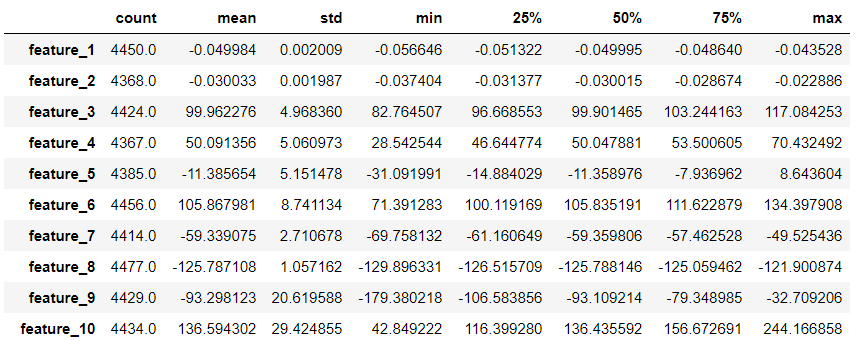 count mean std min 25% 50% 75% max
feature_1 4450.0 -0.049984 0.002009 -0.056646 -0.051322 -0.049995 -0.048640 -0.043528
feature_2 4368.0 -0.030033 0.001987 -0.037404 -0.031377 -0.030015 -0.028674 -0.022886
feature_3 4424.0 99.962276 4.968360 82.764507 96.668553 99.901465 103.244163 117.084253
feature_4 4367.0 50.091356 5.060973 28.542544 46.644774 50.047881 53.500605 70.432492
feature_5 4385.0 -11.385654 5.151478 -31.091991 -14.884029 -11.358976 -7.936962 8.643604
feature_6 4456.0 105.867981 8.741134 71.391283 100.119169 105.835191 111.622879 134.397908
feature_7 4414.0 -59.339075 2.710678 -69.758132 -61.160649 -59.359806 -57.462528 -49.525436
feature_8 4477.0 -125.787108 1.057162 -129.896331 -126.515709 -125.788146 -125.059462 -121.900874
feature_9 4429.0 -93.298123 20.619588 -179.380218 -106.583856 -93.109214 -79.348985 -32.709206
feature_10 4434.0 136.594302 29.424855 42.849222 116.399280 136.435592 156.672691 244.166858